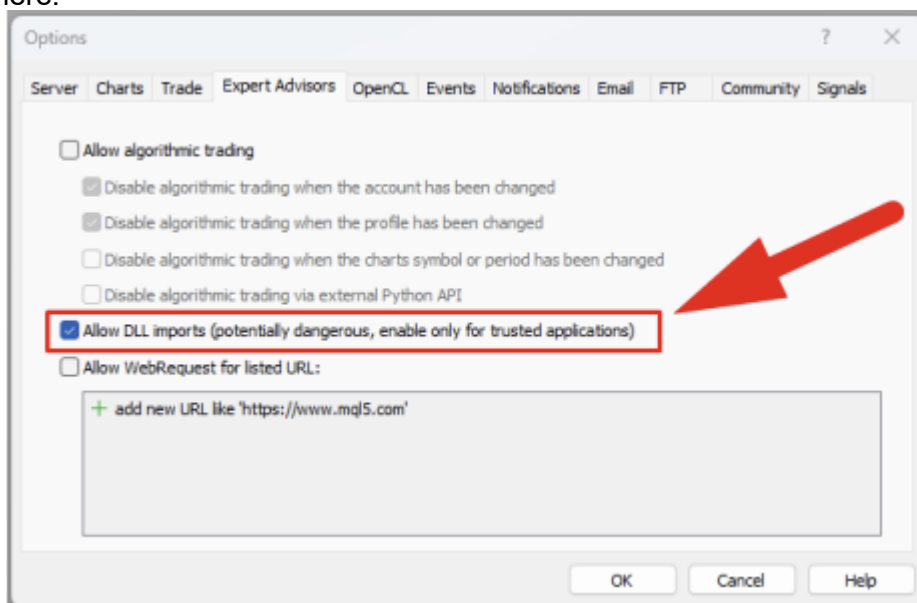 Options ? ×
Server Charts Trade Expert Advisors OpenCL Events Notifications Email FTP Community Signals
Allow algorithmic trading
Disable algorithmic trading when the account has been changed
Disable algorithmic trading when the profile has been changed
Disable algorithmic trading when the charts symbol or period has been changed
Disable algorithmic trading via external Python API
Allow DLL imports (potentially dangerous, enable only for trusted applications)
Allow WebRequest for listed URL:
+ add new URL like 'https://www.mql5.com'
OK Cancel Help